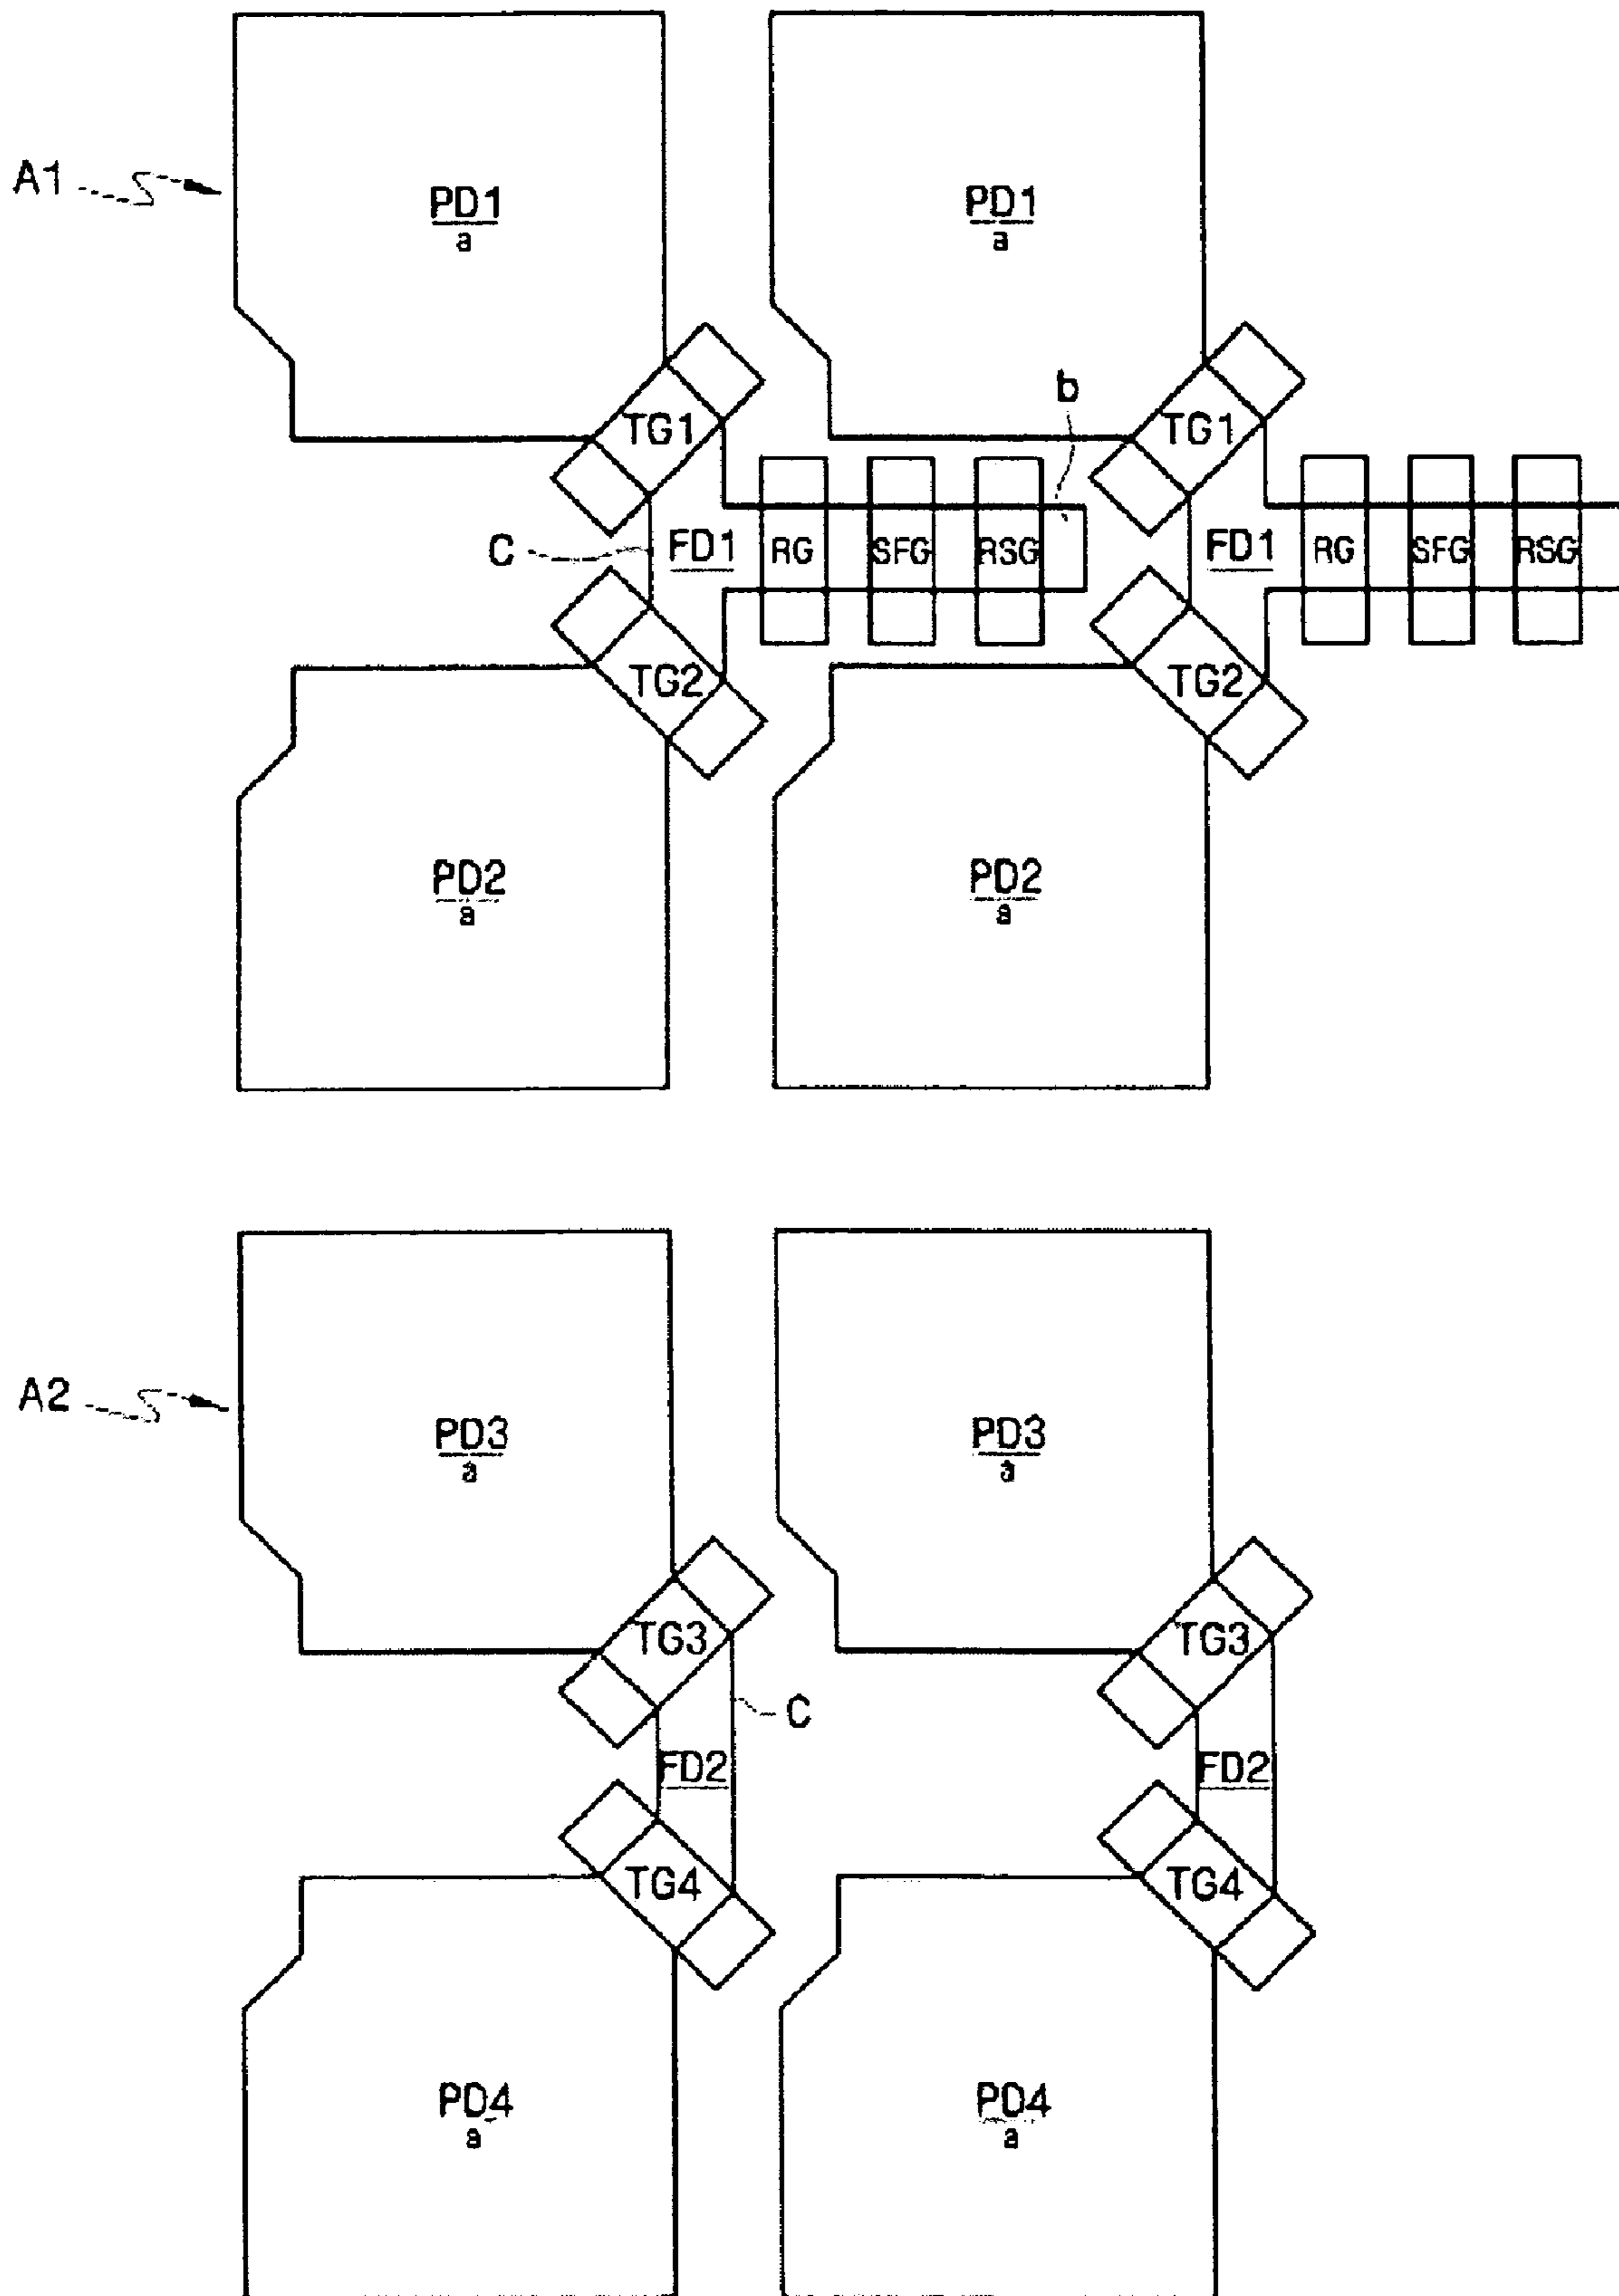 A1
PD1 PD1
a a
b
TG1 TG1
C FD1 RG SFG RSG FD1 RG SFG RSG
TG2 TG2
PD2 PD2
a a
A2
PD3 PD3
a a
TG3 TG3
C
FD2 FD2
TG4 TG4
PD4 PD4
a a